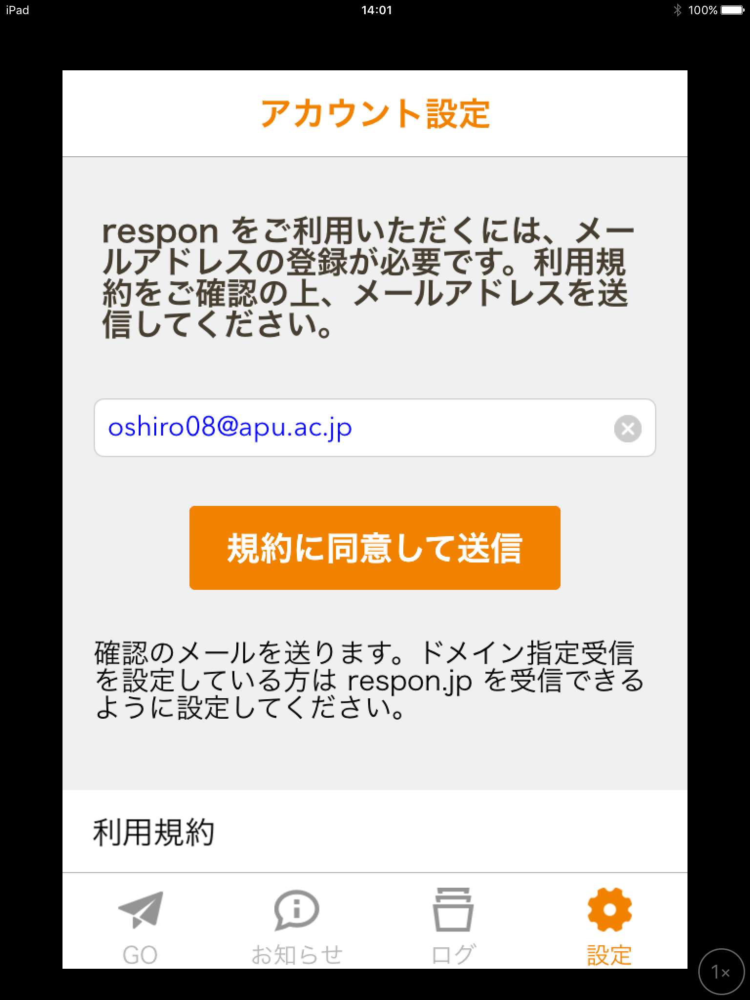 iPad
14:01
100%
アカウント設定
respon をご利用いただくには、メー
ルアドレスの登録が必要です。利用規
約をご確認の上、メールアドレスを送
信してください。
oshiro08@apu.ac.jp
規約に同意して送信
確認のメールを送ります。ドメイン指定受信
を設定している方は respon.jp を受信できる
ように設定してください。
利用規約
GO
お知らせ
ログ
設定
1×